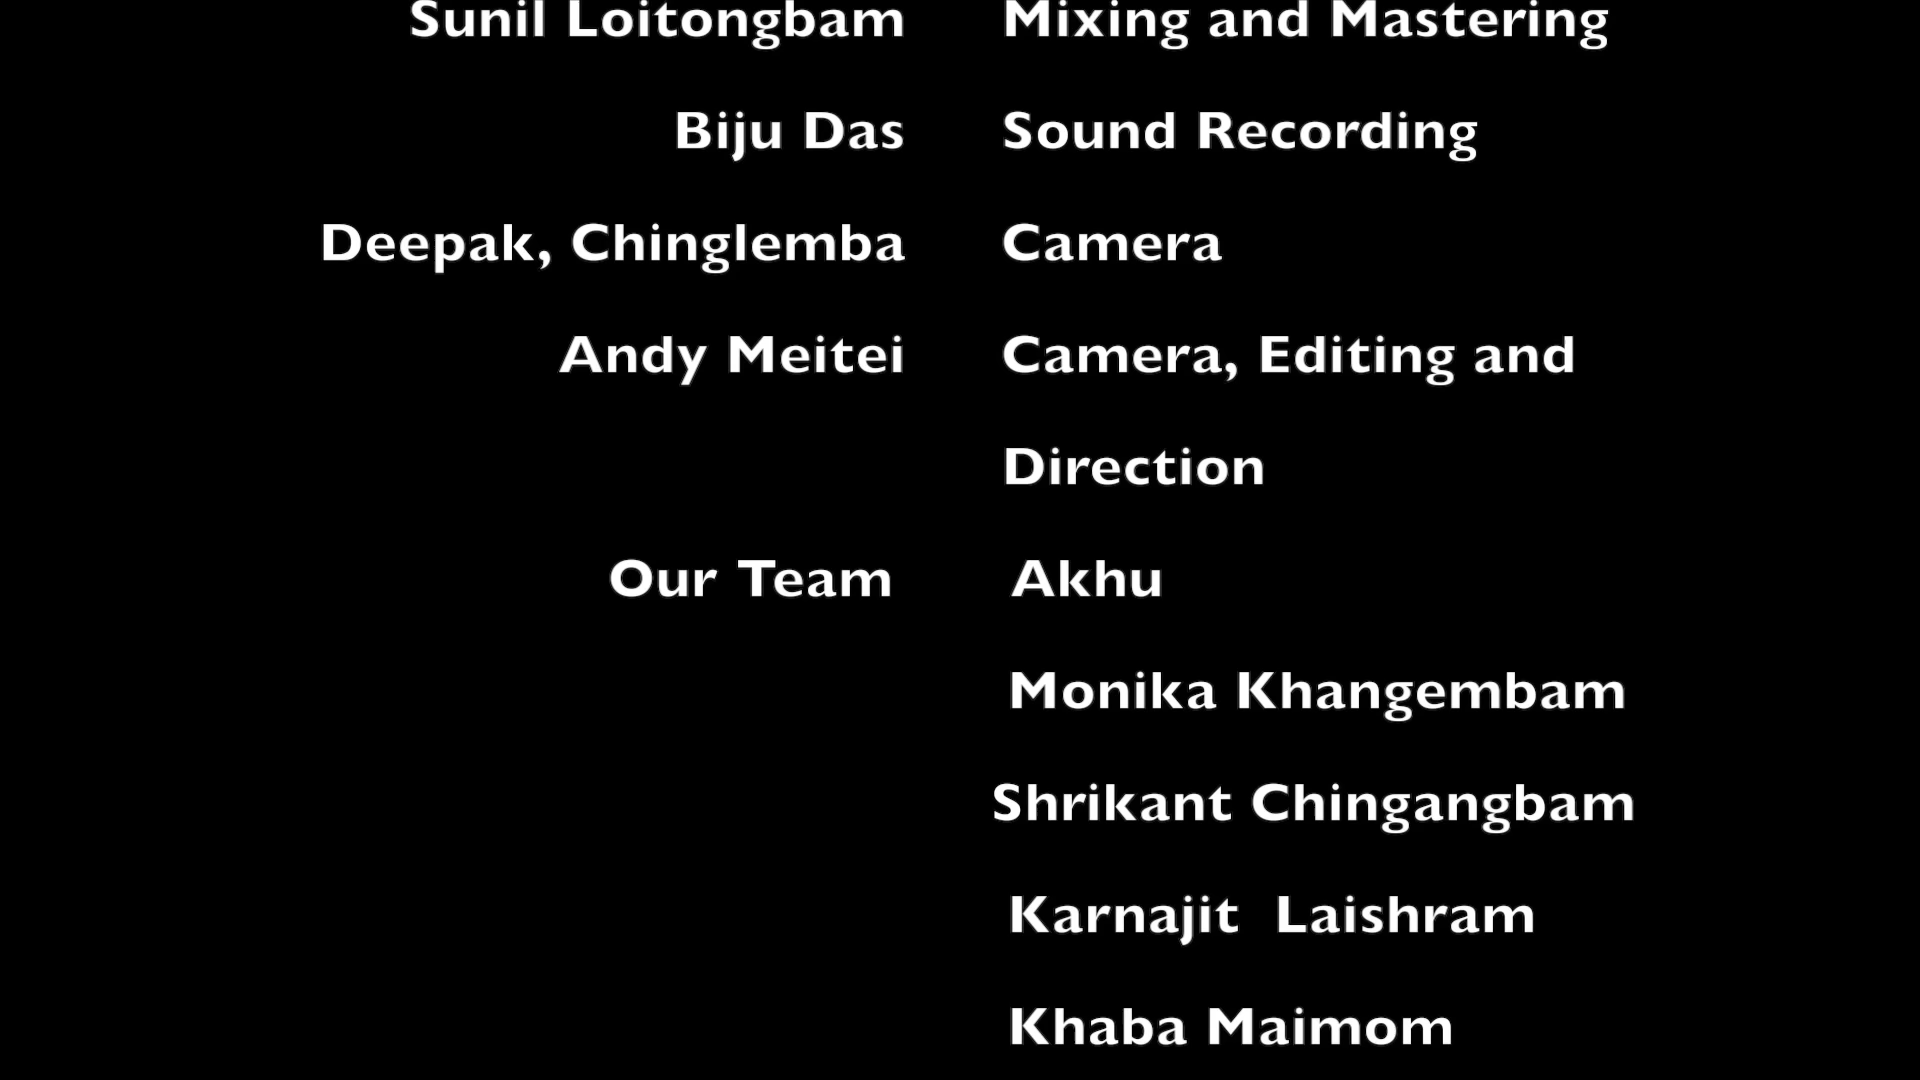 Sunil Loitongbam Mixing and Mastering
Biju Das Sound Recording
Deepak, Chinglemba Camera
Andy Meitei Camera, Editing and
Direction
Our Team Akhu
Monika Khangembam
Shrikant Chingangbam
Karnajit Laishram
Khaba Maimom